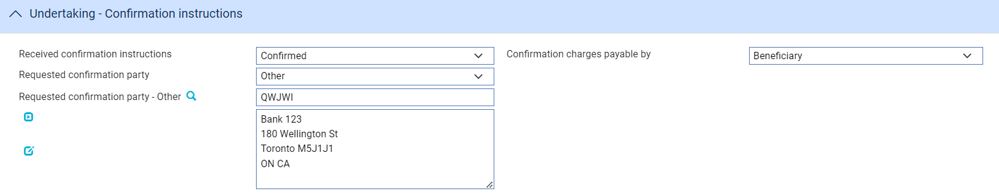 Undertaking - Confirmation instructions
Received confirmation instructions
Confirmed
Confirmation charges payable by
Beneficiary
Requested confirmation party
Other
Requested confirmation party - Other
QWJWI
Bank 123
180 Wellington St
Toronto M5J1J1
ON CA